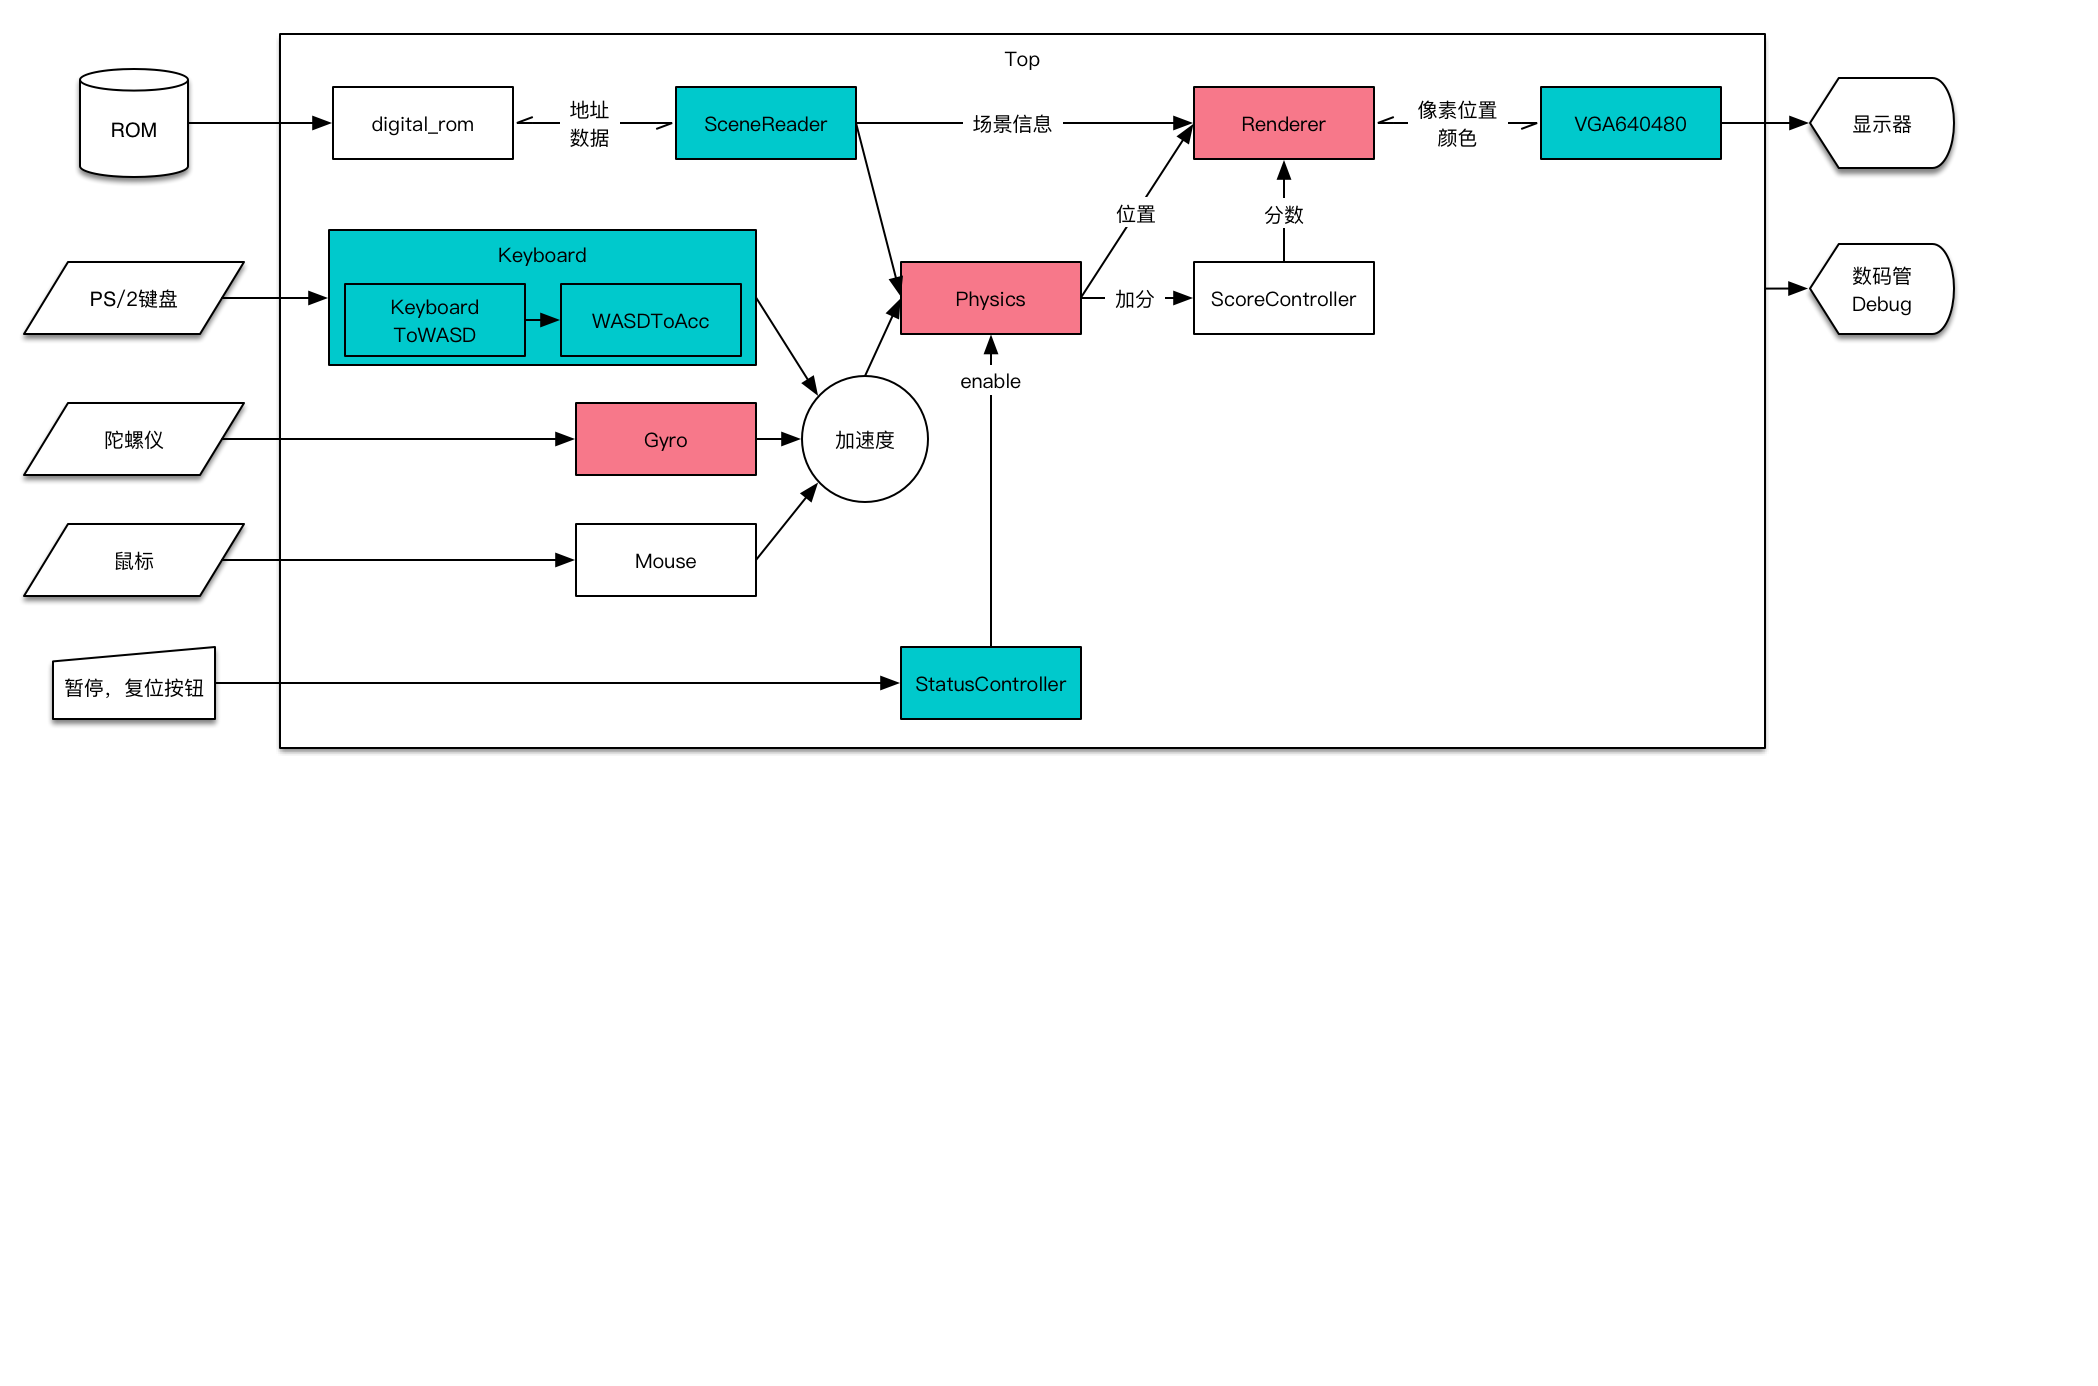 Top
ROM
digital_rom
地址
数据
SceneReader
场景信息
Renderer
像素位置
颜色
VGA640480
显示器
位置
分数
PS/2键盘
Keyboard
Keyboard
ToWASD
WASDToAcc
Physics
加分
ScoreController
数码管
Debug
enable
陀螺仪
Gyro
加速度
鼠标
Mouse
暂停，复位按钮
StatusController